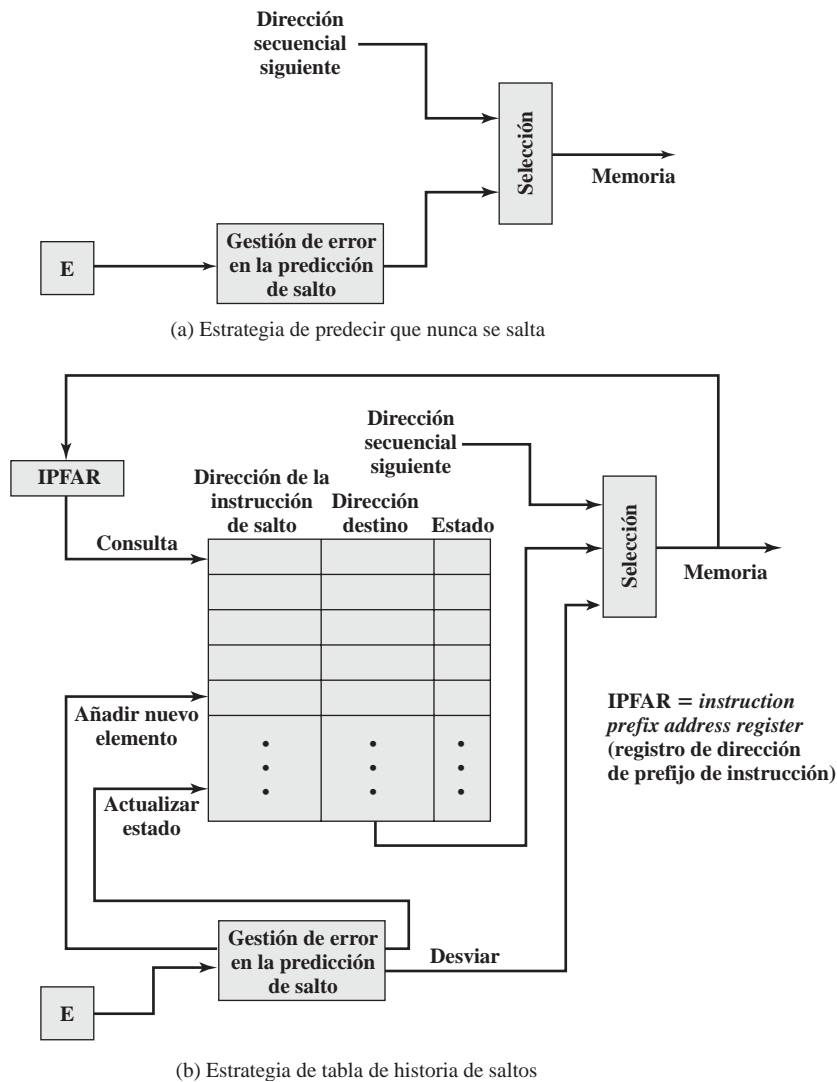 Dirección
secuencial
siguiente
Selección
Memoria
E
Gestión de error
en la predicción
de salto
(a) Estrategia de predecir que nunca se salta
IPFAR
Consulta
Dirección de la
instrucción
de salto
Dirección
destino
Estado
Dirección
secuencial
siguiente
Selección
Memoria
Añadir nuevo
elemento
Actualizar
estado
IPFAR = instruction
prefix address register
(registro de dirección
de prefijo de instrucción)
Gestión de error
en la predicción
de salto
Desviar
E
(b) Estrategia de tabla de historia de saltos